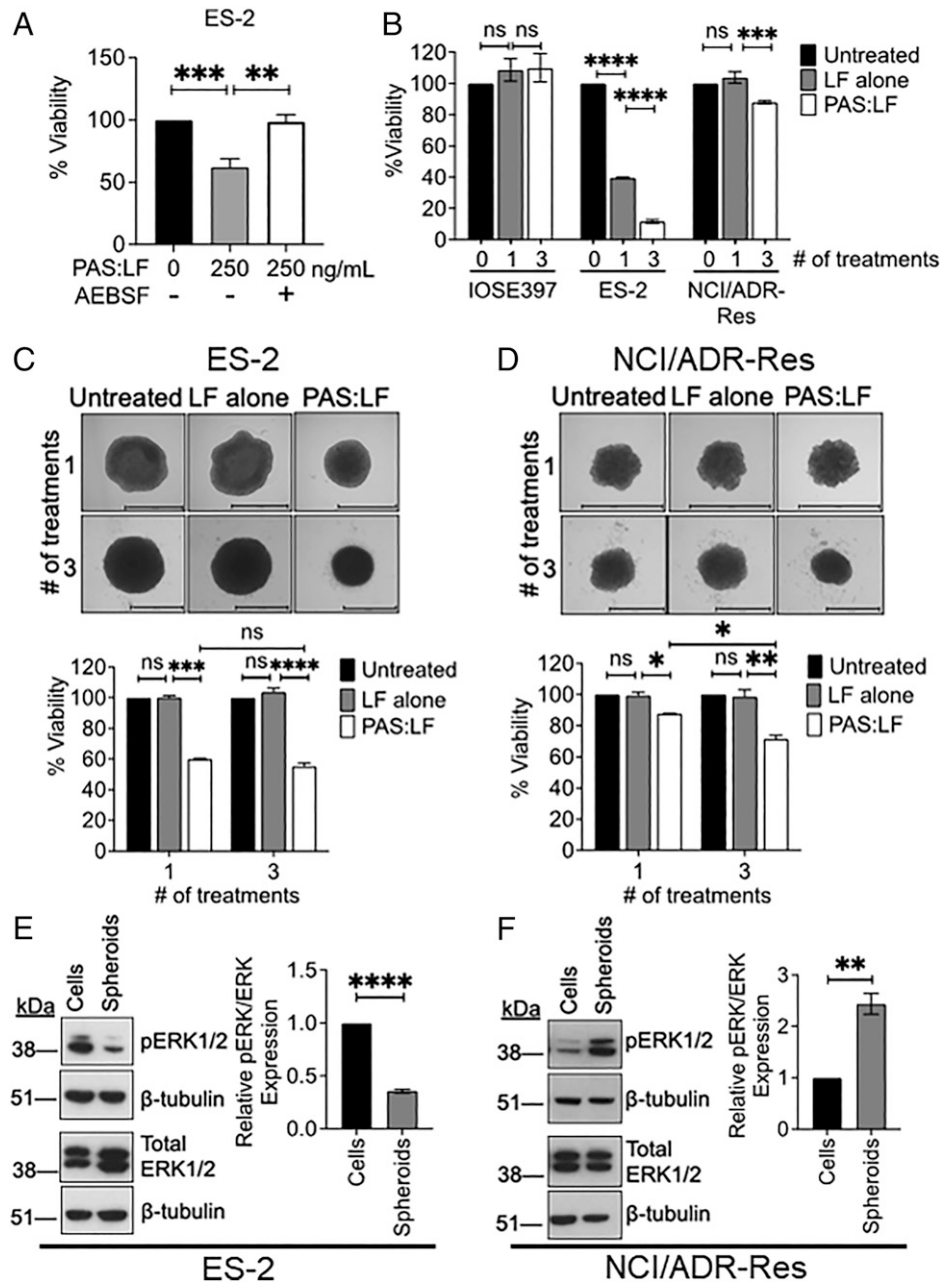 A
ES-2
*** **
% Viability
150
100
50
0
PAS:LF 0 250 250 ng/mL
AEBSF - - +
B
ns ns
****
****
ns ***
%Viability
120
100
80
60
40
20
0
Untreated
LF alone
PAS:LF
0 1 3 0 1 3 0 1 3 # of treatments
IOSE397 ES-2 NCI/ADR-
Res
C
ES-2
Untreated LF alone PAS:LF
# of treatments
1
3
ns
ns *** ns ****
% Viability
120
100
80
60
40
20
0
Untreated
LF alone
PAS:LF
1 3
# of treatments
D
NCI/ADR-Res
Untreated LF alone PAS:LF
# of treatments
1
3
*
ns * ns **
% Viability
120
100
80
60
40
20
0
Untreated
LF alone
PAS:LF
1 3
# of treatments
E
kDa
Cells
Spheroids
38
pERK1/2
51
β-tubulin
38
Total
ERK1/2
51
β-tubulin
Relative pERK/ERK
Expression
****
1.5
1.0
0.5
0.0
Cells
Spheroids
ES-2
F
kDa
Cells
Spheroids
38
pERK1/2
51
β-tubulin
38
Total
ERK1/2
51
β-tubulin
Relative pERK/ERK
Expression
**
3
2
1
0
Cells
Spheroids
NCI/ADR-Res